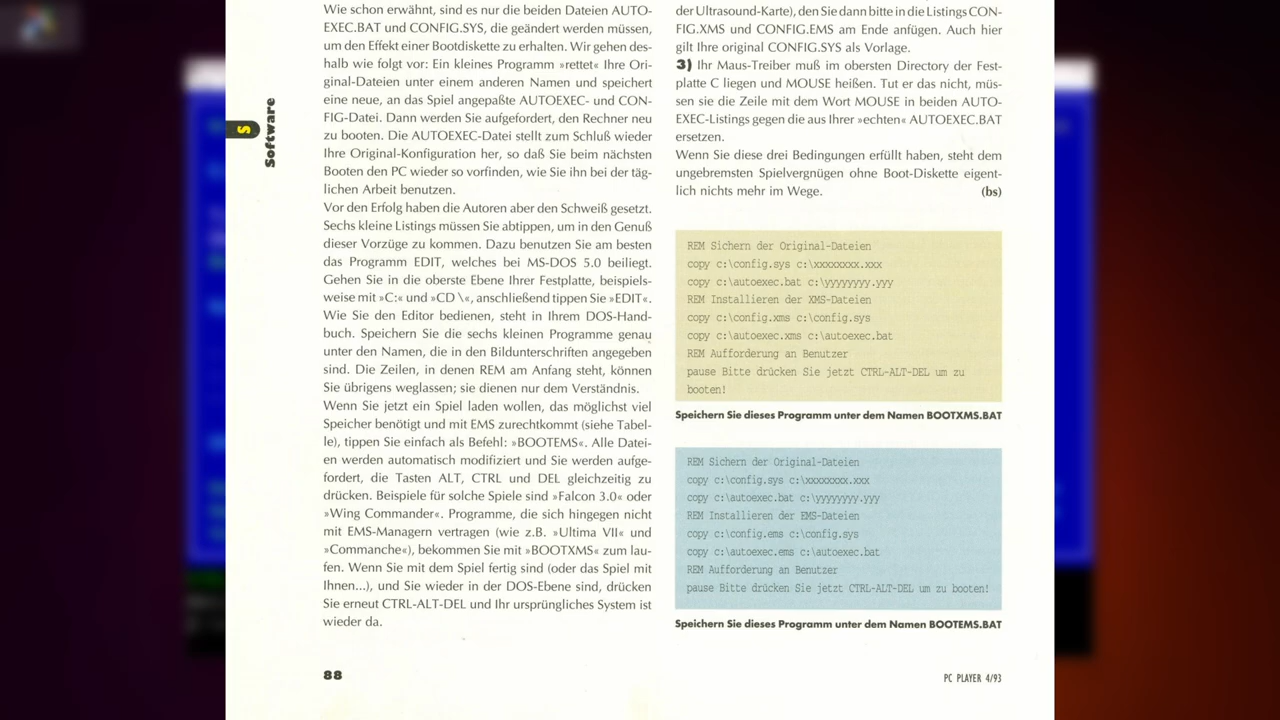 S
Software
Wie schon erwähnt, sind es nur die beiden Dateien AUTO-
EXEC.BAT und CONFIG.SYS, die geändert werden müssen,
um den Effekt einer Bootdiskette zu erhalten. Wir gehen des-
halb wie folgt vor: Ein kleines Programm »rettet« Ihre Ori-
ginal-Dateien unter einem anderen Namen und speichert
eine neue, an das Spiel angepaßte AUTOEXEC- und CON-
FIG-Datei. Dann werden Sie aufgefordert, den Rechner neu
zu booten. Die AUTOEXEC-Datei stellt zum Schluß wieder
Ihre Original-Konfiguration her, so daß Sie beim nächsten
Booten den PC wieder so vorfinden, wie Sie ihn bei der täg-
lichen Arbeit benutzen.
Vor den Erfolg haben die Autoren aber den Schweiß gesetzt.
Sechs kleine Listings müssen Sie abtippen, um in den Genuß
dieser Vorzüge zu kommen. Dazu benutzen Sie am besten
das Programm EDIT, welches bei MS-DOS 5.0 beiliegt.
Gehen Sie in die oberste Ebene Ihrer Festplatte, beispiels-
weise mit »C:« und »CD \«, anschließend tippen Sie »EDIT«.
Wie Sie den Editor bedienen, steht in Ihrem DOS-Hand-
buch. Speichern Sie die sechs kleinen Programme genau
unter den Namen, die in den Bildunterschriften angegeben
sind. Die Zeilen, in denen REM am Anfang steht, können
Sie übrigens weglassen; sie dienen nur dem Verständnis.
Wenn Sie jetzt ein Spiel laden wollen, das möglichst viel
Speicher benötigt und mit EMS zurechtkommt (siehe Tabel-
le), tippen Sie einfach als Befehl: »BOOTEMS«. Alle Datei-
en werden automatisch modifiziert und Sie werden aufge-
fordert, die Tasten ALT, CTRL und DEL gleichzeitig zu
drücken. Beispiele für solche Spiele sind »Falcon 3.0« oder
»Wing Commander«. Programme, die sich hingegen nicht
mit EMS-Managern vertragen (wie z.B. »Ultima VII« und
»Commanche«), bekommen Sie mit »BOOTXMS« zum lau-
fen. Wenn Sie mit dem Spiel fertig sind (oder das Spiel mit
Ihnen...), und Sie wieder in der DOS-Ebene sind, drücken
Sie erneut CTRL-ALT-DEL und Ihr ursprüngliches System ist
wieder da.
der Ultrasound-Karte), den Sie dann bitte in die Listings CON-
FIG.XMS und CONFIG.EMS am Ende anfügen. Auch hier
gilt Ihre original CONFIG.SYS als Vorlage.
3) Ihr Maus-Treiber muß im obersten Directory der Fest-
platte C liegen und MOUSE heißen. Tut er das nicht, müs-
sen sie die Zeile mit dem Wort MOUSE in beiden AUTO-
EXEC-Listings gegen die aus Ihrer »echten« AUTOEXEC.BAT
ersetzen.
Wenn Sie diese drei Bedingungen erfüllt haben, steht dem
ungebremsten Spielvergnügen ohne Boot-Diskette eigent-
lich nichts mehr im Wege. (bs)
REM Sichern der Original-Dateien
copy c:\config.sys c:\xxxxxxxx.xxx
copy c:\autoexec.bat c:\yyyyyyyy.yyy
REM Installieren der XMS-Dateien
copy c:\config.xms c:\config.sys
copy c:\autoexec.xms c:\autoexec.bat
REM Aufforderung an Benutzer
pause Bitte drücken Sie jetzt CTRL-ALT-DEL um zu
booten!
Speichern Sie dieses Programm unter dem Namen BOOTXMS.BAT
REM Sichern der Original-Dateien
copy c:\config.sys c:\xxxxxxxx.xxx
copy c:\autoexec.bat c:\yyyyyyyy.yyy
REM Installieren der EMS-Dateien
copy c:\config.ems c:\config.sys
copy c:\autoexec.ems c:\autoexec.bat
REM Aufforderung an Benutzer
pause Bitte drücken Sie jetzt CTRL-ALT-DEL um zu booten!
Speichern Sie dieses Programm unter dem Namen BOOTEMS.BAT
88
PC PLAYER 4/93